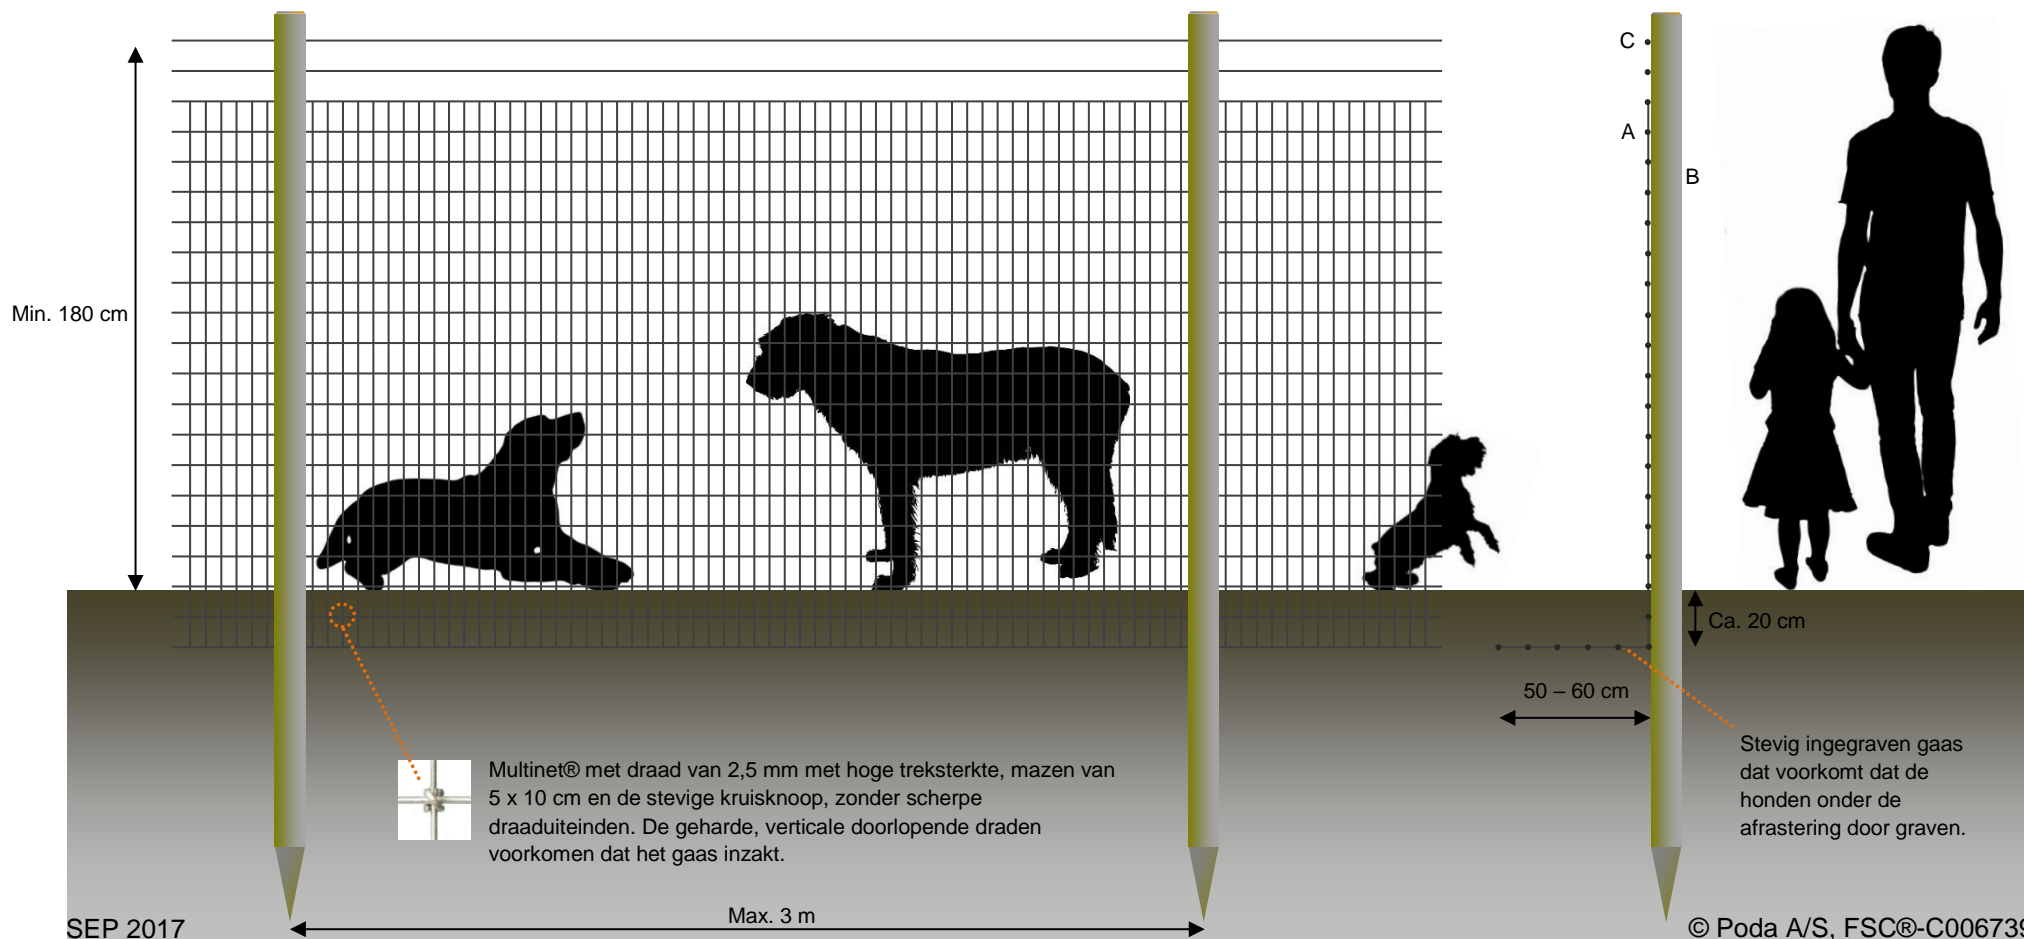 C
A
B
Min. 180 cm
Ca. 20 cm
50 – 60 cm
Stevig ingegraven gaas
dat voorkomt dat de
honden onder de
afrastering door graven.
Multinet® met draad van 2,5 mm met hoge treksterkte, mazen van
5 x 10 cm en de stevige kruisknoop, zonder scherpe
draaduiteinden. De geharde, verticale doorlopende draden
voorkomen dat het gaas inzakt.
Max. 3 m
SEP 2017
© Poda A/S, FSC®-C006739